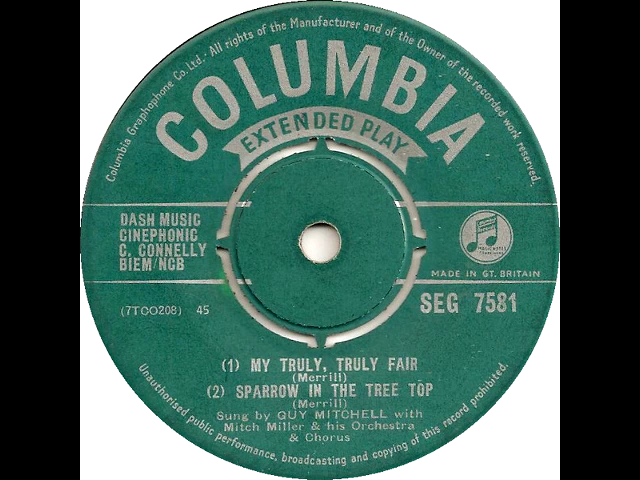 Columbia Graphophone Co. Ltd. - All rights of the Manufacturer and of the Owner of the recorded work reserved.
COLUMBIA
EXTENDED PLAY
DASH MUSIC
CINEPHONIC
C. CONNELLY
BIEM/NCB
MADE IN GT. BRITAIN
(7TCO208) 45
SEG 7581
(1) MY TRULY, TRULY FAIR
(Merrill)
(2) SPARROW IN THE TREE TOP
(Merrill)
Sung by GUY MITCHELL with
Mitch Miller & his Orchestra
& Chorus
Unauthorised public performance, broadcasting and copying of this record prohibited.